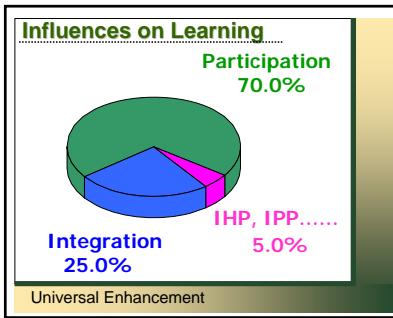 Influences on Learning
Participation
70.0%
IHP, IPP......
5.0%
Integration
25.0%
Universal Enhancement